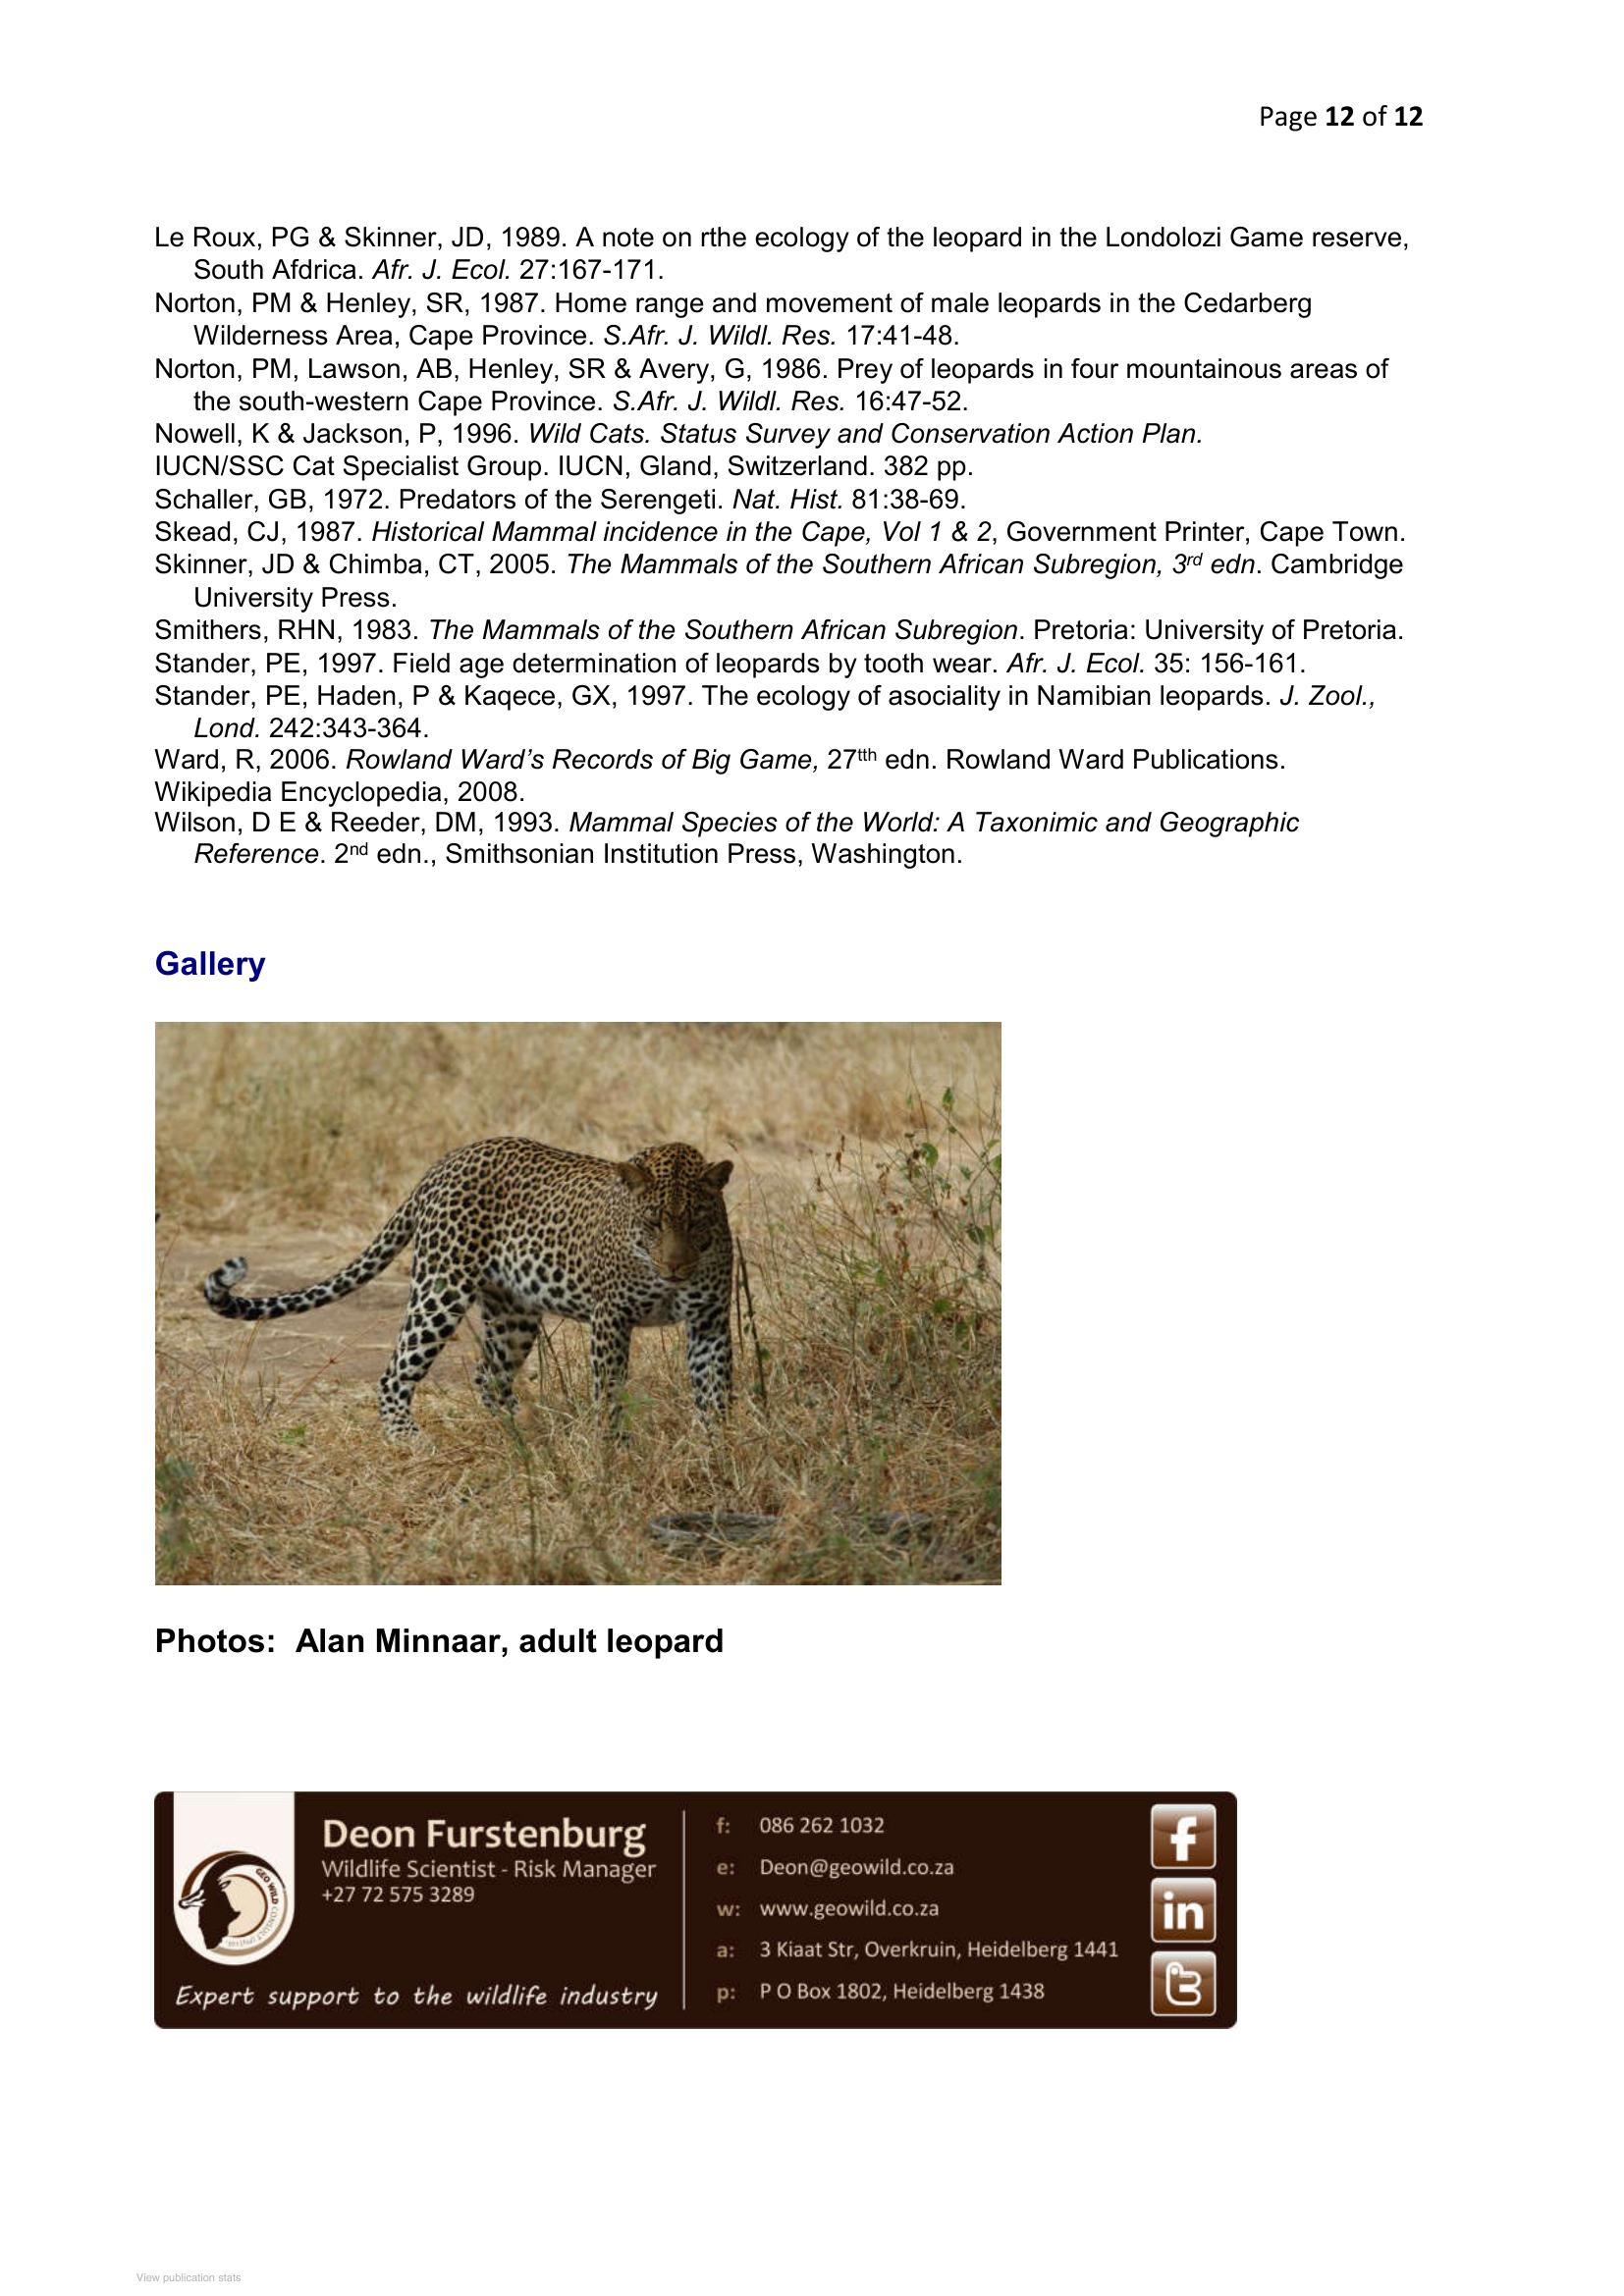 Page 12 of 12
Le Roux, PG & Skinner, JD, 1989. A note on rthe ecology of the leopard in the Londolozi Game reserve,
South Afdrica. Afr. J. Ecol. 27:167-171.
Norton, PM & Henley, SR, 1987. Home range and movement of male leopards in the Cedarberg
Wilderness Area, Cape Province. S.Afr. J. Wildl. Res. 17:41-48.
Norton, PM, Lawson, AB, Henley, SR & Avery, G, 1986. Prey of leopards in four mountainous areas of
the south-western Cape Province. S.Afr. J. Wildl. Res. 16:47-52.
Nowell, K & Jackson, P, 1996. Wild Cats. Status Survey and Conservation Action Plan.
IUCN/SSC Cat Specialist Group. IUCN, Gland, Switzerland. 382 pp.
Schaller, GB, 1972. Predators of the Serengeti. Nat. Hist. 81:38-69.
Skead, CJ, 1987. Historical Mammal incidence in the Cape, Vol 1 & 2, Government Printer, Cape Town.
Skinner, JD & Chimba, CT, 2005. The Mammals of the Southern African Subregion, 3rd edn. Cambridge
University Press.
Smithers, RHN, 1983. The Mammals of the Southern African Subregion. Pretoria: University of Pretoria.
Stander, PE, 1997. Field age determination of leopards by tooth wear. Afr. J. Ecol. 35: 156-161.
Stander, PE, Haden, P & Kaqece, GX, 1997. The ecology of asociality in Namibian leopards. J. Zool.,
Lond. 242:343-364.
Ward, R, 2006. Rowland Ward’s Records of Big Game, 27tth edn. Rowland Ward Publications.
Wikipedia Encyclopedia, 2008.
Wilson, D E & Reeder, DM, 1993. Mammal Species of the World: A Taxonimic and Geographic
Reference. 2nd edn., Smithsonian Institution Press, Washington.
Gallery
Photos: Alan Minnaar, adult leopard
GEO WILD CONSULT
Deon Furstenburg
Wildlife Scientist - Risk Manager
+27 72 575 3289
Expert support to the wildlife industry
f: 086 262 1032
e: Deon@geowild.co.za
w: www.geowild.co.za
a: 3 Kiaat Str, Overkruin, Heidelberg 1441
p: P O Box 1802, Heidelberg 1438
f
in
t
View publication stats